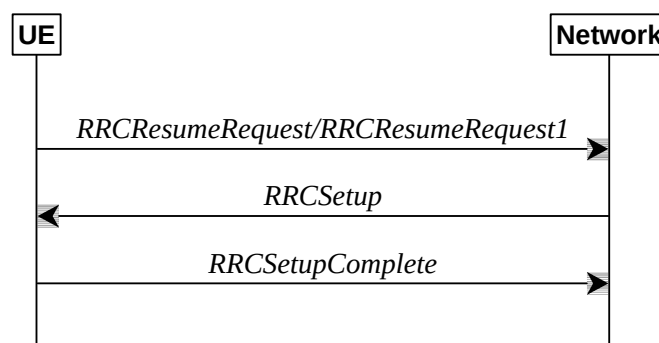 UE
Network
RRCResumeRequest/RRCResumeRequest1
RRCSetup
RRCSetupComplete